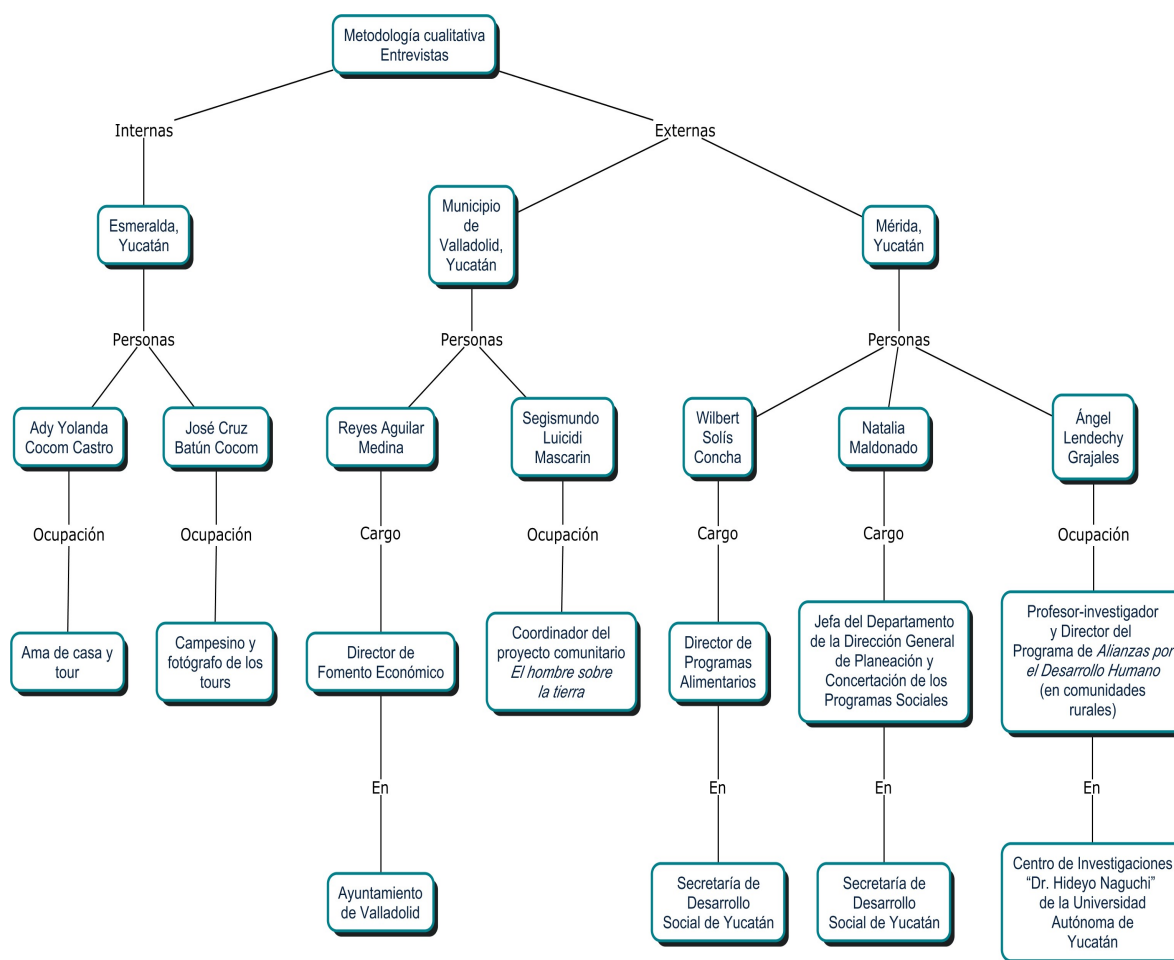 Metodología cualitativa
Entrevistas
Internas
Externas
Esmeralda,
Yucatán
Municipio
de
Valladolid,
Yucatán
Mérida,
Yucatán
Personas
Personas
Personas
Ady Yolanda
Cocom Castro
José Cruz
Batún Cocom
Reyes Aguilar
Medina
Segismundo
Luicidi
Mascarin
Wilbert
Solís
Concha
Natalia
Maldonado
Ángel
Lendechy
Grajales
Ocupación
Ocupación
Cargo
Ocupación
Cargo
Cargo
Ocupación
Ama de casa y
tour
Campesino y
fotógrafo de los
tours
Director de
Fomento Económico
Coordinador del
proyecto comunitario
El hombre sobre
la tierra
Director de
Programas
Alimentarios
Jefa del Departamento
de la Dirección General
de Planeación y
Concertación de los
Programas Sociales
Profesor-investigador
y Director del
Programa de Alianzas por
el Desarrollo Humano
(en comunidades
rurales)
En
En
En
En
Ayuntamiento
de Valladolid
Secretaría de
Desarrollo
Social de Yucatán
Secretaría de
Desarrollo
Social de Yucatán
Centro de Investigaciones
“Dr. Hideyo Naguchi”
de la Universidad
Autónoma de
Yucatán